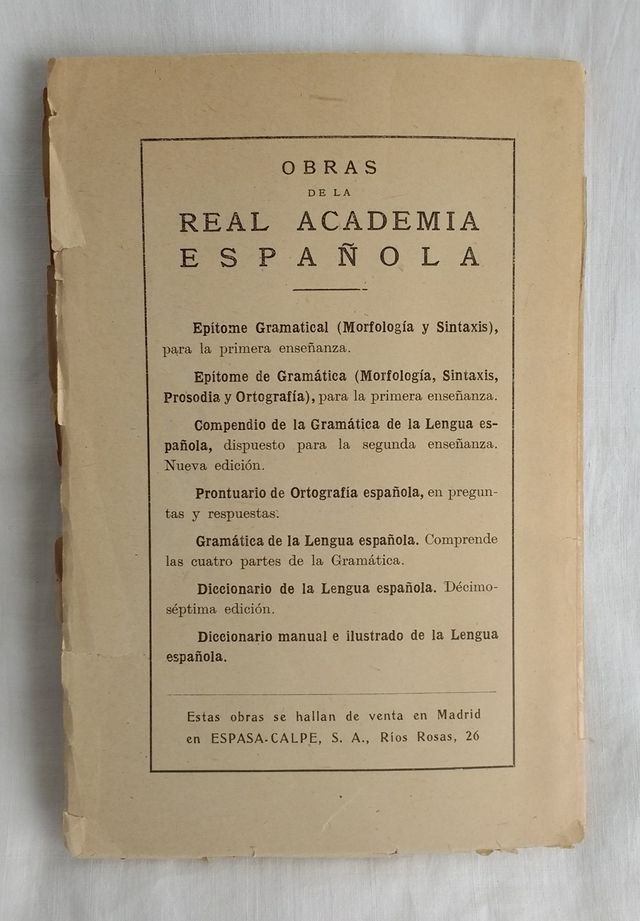 OBRAS
DE LA
REAL ACADEMIA
ESPAÑOLA
Epítome Gramatical (Morfología y Sintaxis),
para la primera enseñanza.
Epítome de Gramática (Morfología, Sintaxis,
Prosodia y Ortografía), para la primera enseñanza.
Compendio de la Gramática de la Lengua es-
pañola, dispuesto para la segunda enseñanza.
Nueva edición.
Prontuario de Ortografía española, en pregun-
tas y respuestas.
Gramática de la Lengua española. Comprende
las cuatro partes de la Gramática.
Diccionario de la Lengua española. Décimo-
séptima edición.
Diccionario manual e ilustrado de la Lengua
española.
Estas obras se hallan de venta en Madrid
en ESPASA-CALPE, S. A., Ríos Rosas, 26